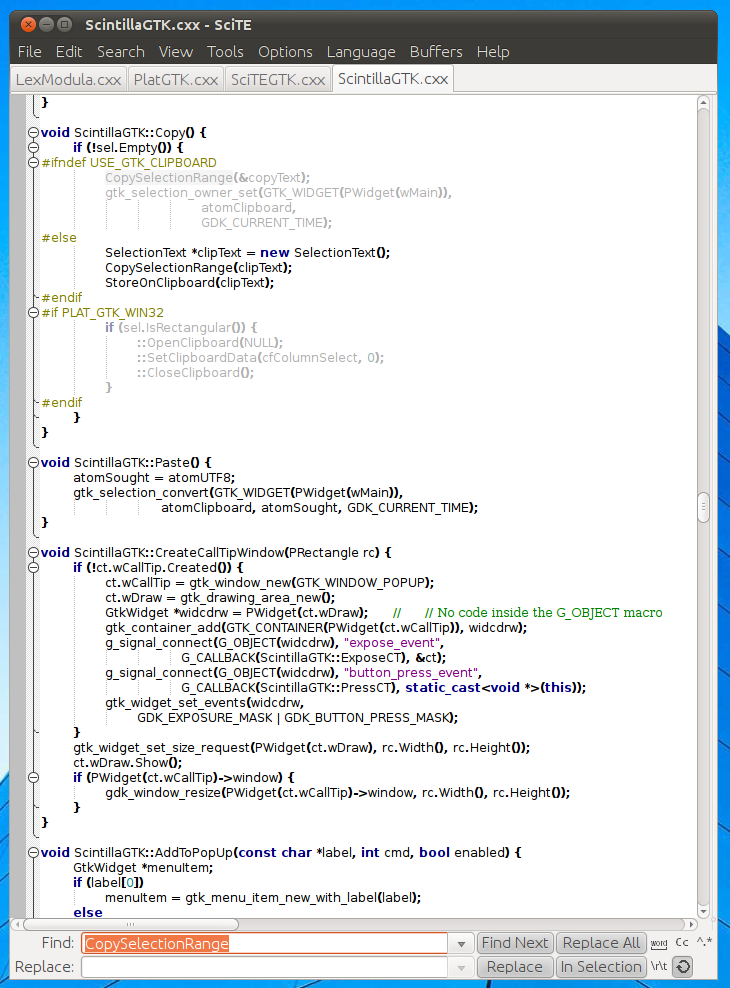 ScintillaGTK.cxx - SciTE
File Edit Search View Tools Options Language Buffers Help
LexModula.cxx PlatGTK.cxx SciTEGTK.cxx ScintillaGTK.cxx
}
void ScintillaGTK::Copy() {
if (!sel.Empty()) {
#ifndef USE_GTK_CLIPBOARD
CopySelectionRange(&copyText);
gtk_selection_owner_set(GTK_WIDGET(PWidget(wMain)),
atomClipboard,
GDK_CURRENT_TIME);
#else
SelectionText *clipText = new SelectionText();
CopySelectionRange(clipText);
StoreOnClipboard(clipText);
#endif
#if PLAT_GTK_WIN32
if (sel.IsRectangular()) {
::OpenClipboard(NULL);
::SetClipboardData(cfColumnSelect, 0);
::CloseClipboard();
}
#endif
}
}
void ScintillaGTK::Paste() {
atomSought = atomUTF8;
gtk_selection_convert(GTK_WIDGET(PWidget(wMain)),
atomClipboard, atomSought, GDK_CURRENT_TIME);
}
void ScintillaGTK::CreateCallTipWindow(PRectangle rc) {
if (!ct.wCallTip.Created()) {
ct.wCallTip = gtk_window_new(GTK_WINDOW_POPUP);
ct.wDraw = gtk_drawing_area_new();
GtkWidget *widcdrw = PWidget(ct.wDraw); // // No code inside the G_OBJECT macro
gtk_container_add(GTK_CONTAINER(PWidget(ct.wCallTip)), widcdrw);
g_signal_connect(G_OBJECT(widcdrw), "expose_event",
G_CALLBACK(ScintillaGTK::ExposeCT), &ct);
g_signal_connect(G_OBJECT(widcdrw), "button_press_event",
G_CALLBACK(ScintillaGTK::PressCT), static_cast<void *>(this));
gtk_widget_set_events(widcdrw,
GDK_EXPOSURE_MASK | GDK_BUTTON_PRESS_MASK);
}
gtk_widget_set_size_request(PWidget(ct.wDraw), rc.Width(), rc.Height());
ct.wDraw.Show();
if (PWidget(ct.wCallTip)->window) {
gdk_window_resize(PWidget(ct.wCallTip)->window, rc.Width(), rc.Height());
}
}
void ScintillaGTK::AddToPopUp(const char *label, int cmd, bool enabled) {
GtkWidget *menuItem;
if (label[0])
menuItem = gtk_menu_item_new_with_label(label);
else
Find: CopySelectionRange Find Next Replace All word Cc ^.*
Replace: Replace In Selection \r\t